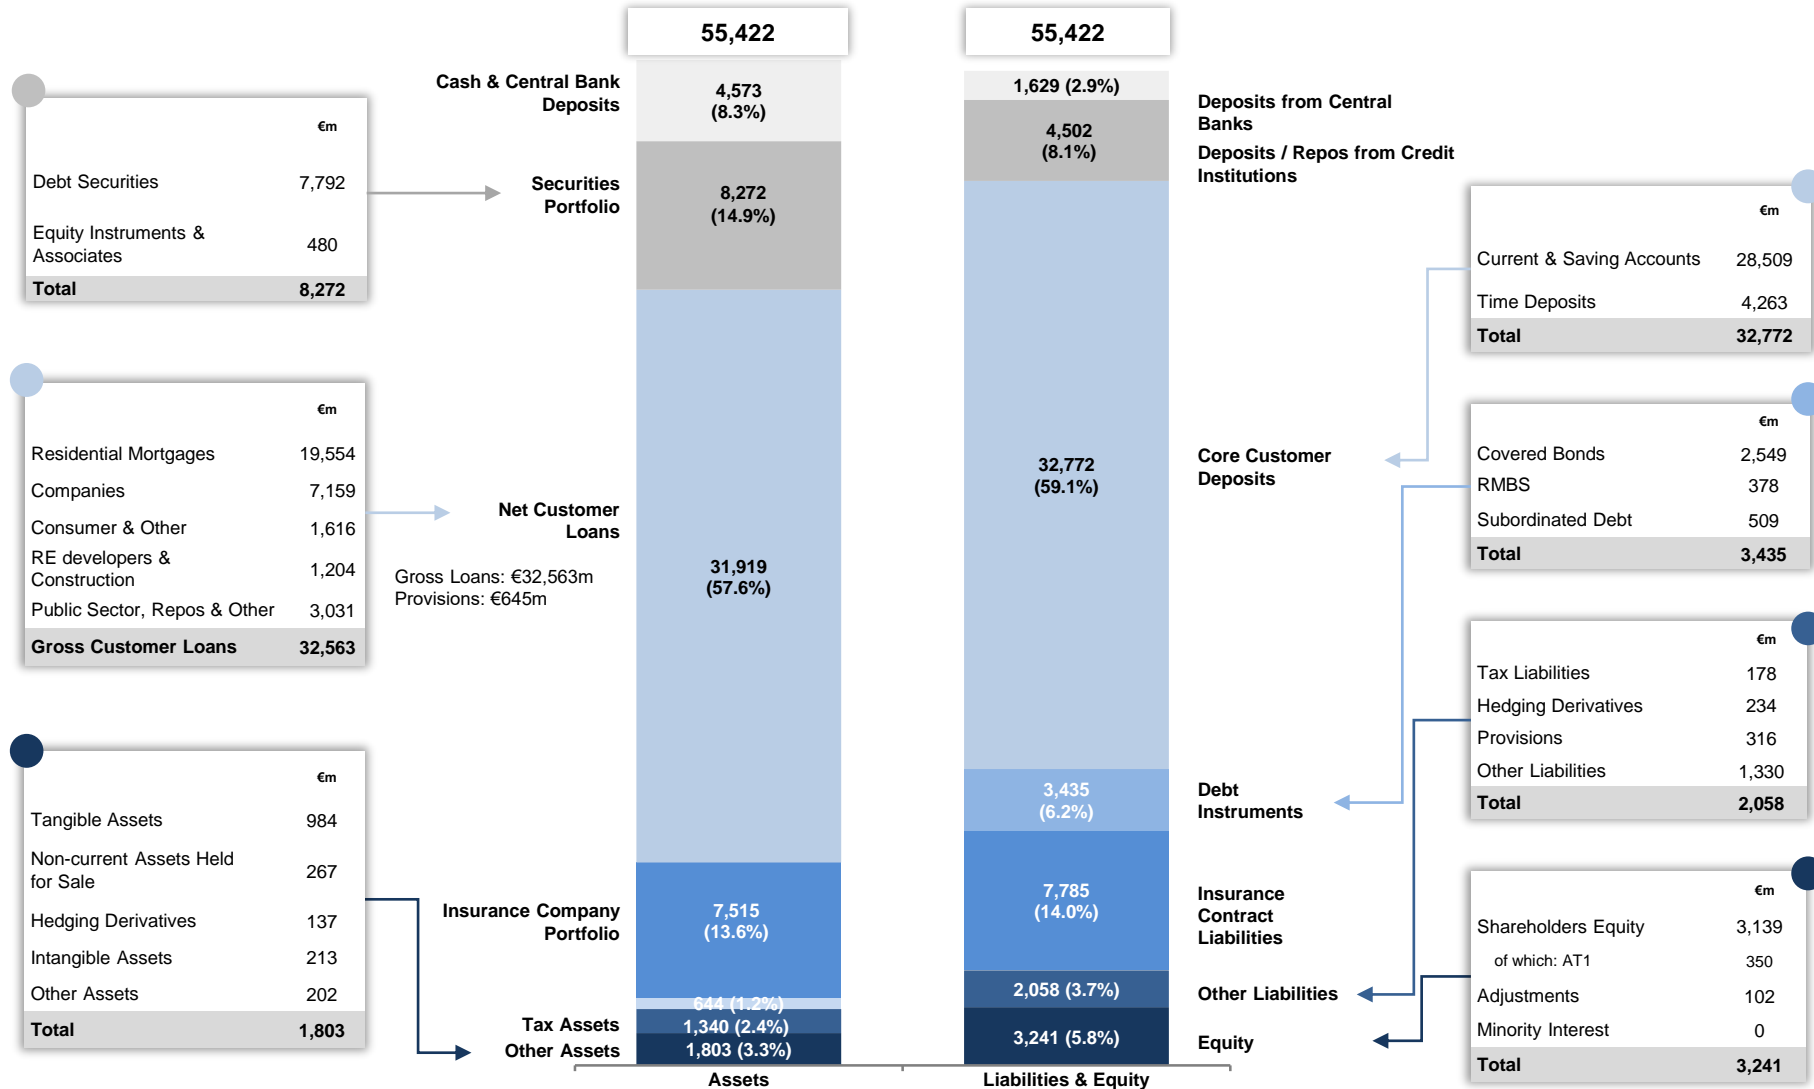 55,422
55,422
€m
Debt Securities 7,792
Equity Instruments &
Associates 480
Total 8,272
€m
Residential Mortgages 19,554
Companies 7,159
Consumer & Other 1,616
RE developers &
Construction 1,204
Public Sector, Repos & Other 3,031
Gross Customer Loans 32,563
€m
Tangible Assets 984
Non-current Assets Held
for Sale 267
Hedging Derivatives 137
Intangible Assets 213
Other Assets 202
Total 1,803
Cash & Central Bank
Deposits
Securities
Portfolio
Net Customer
Loans
Gross Loans: €32,563m
Provisions: €645m
Insurance Company
Portfolio
Tax Assets
Other Assets
4,573
(8.3%)
8,272
(14.9%)
31,919
(57.6%)
7,515
(13.6%)
644 (1.2%)
1,340 (2.4%)
1,803 (3.3%)
Assets
1,629 (2.9%)
4,502
(8.1%)
32,772
(59.1%)
3,435
(6.2%)
7,785
(14.0%)
2,058 (3.7%)
3,241 (5.8%)
Liabilities & Equity
Deposits from Central
Banks
Deposits / Repos from Credit
Institutions
Core Customer
Deposits
Debt
Instruments
Insurance
Contract
Liabilities
Other Liabilities
Equity
€m
Current & Saving Accounts 28,509
Time Deposits 4,263
Total 32,772
€m
Covered Bonds 2,549
RMBS 378
Subordinated Debt 509
Total 3,435
€m
Tax Liabilities 178
Hedging Derivatives 234
Provisions 316
Other Liabilities 1,330
Total 2,058
€m
Shareholders Equity 3,139
of which: AT1 350
Adjustments 102
Minority Interest 0
Total 3,241